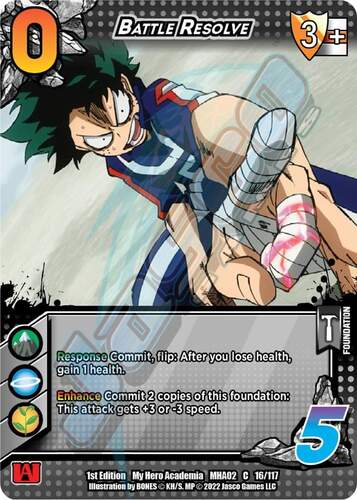 0
BATTLE RESOLVE
3 +
Response Commit, flip: After you lose health,
gain 1 health.
Enhance Commit 2 copies of this foundation:
This attack gets +3 or -3 speed.
FOUNDATION
5
1st Edition My Hero Academia MHA02 C 16/117
Illustration by BONES © KH/S. MP © 2022 Jasco Games LLC